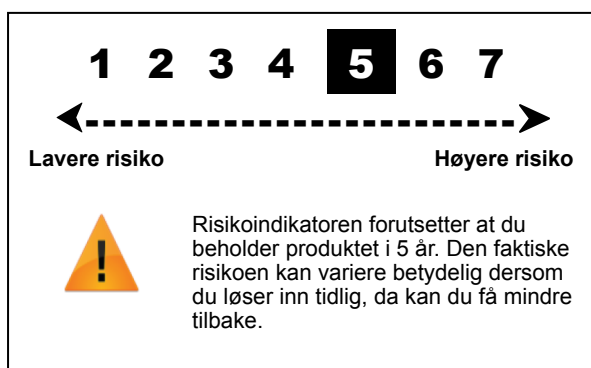 1 2 3 4 5 6 7
Lavere risiko Høyere risiko
Risikoindikatoren forutsetter at du
beholder produktet i 5 år. Den faktiske
risikoen kan variere betydelig dersom
du løser inn tidlig, da kan du få mindre
tilbake.